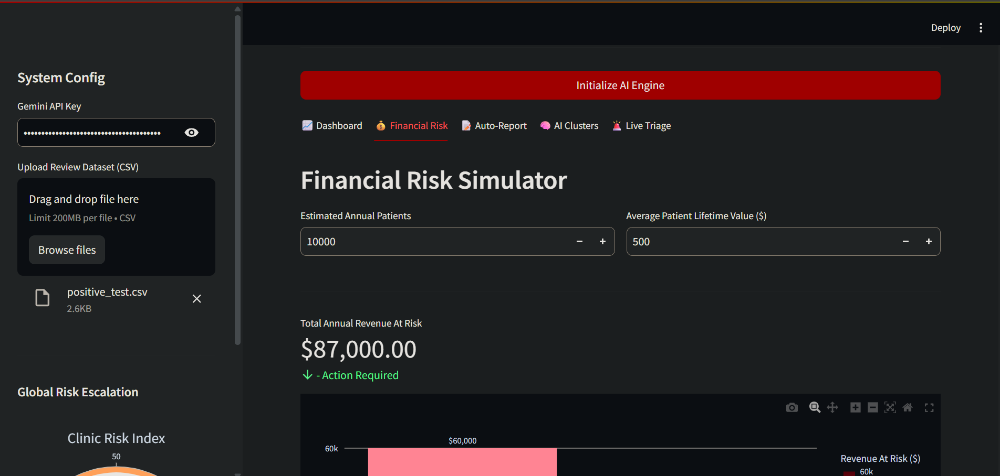 Deploy
System Config
Gemini API Key
••••••••••••••••••••••••••••••••••••••
Upload Review Dataset (CSV)
Drag and drop file here
Limit 200MB per file • CSV
Browse files
positive_test.csv
2.6KB
Global Risk Escalation
Clinic Risk Index
50
Initialize AI Engine
Dashboard
Financial Risk
Auto-Report
AI Clusters
Live Triage
Financial Risk Simulator
Estimated Annual Patients
10000
Average Patient Lifetime Value ($)
500
Total Annual Revenue At Risk
$87,000.00
- Action Required
$60,000
60k
Revenue At Risk ($)
60k